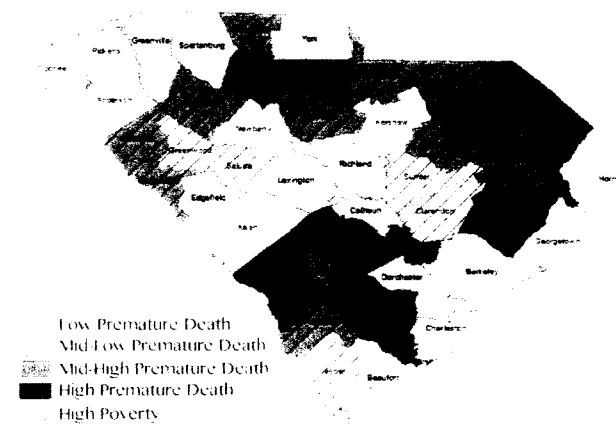 Greenville
Spartanburg
York
Pickens
Anderson
Newberry
Kershaw
Greenwood
Saluda
Richland
Lexington
Sumter
Edgefield
Calhoun
Clarendon
Aiken
Georgetown
Dorchester
Berkeley
Charleston
Beaufort
Low Premature Death
Mid-Low Premature Death
Mid-High Premature Death
High Premature Death
High Poverty